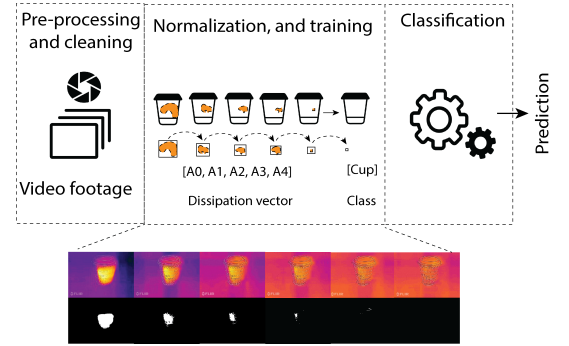 Pre-processing
and cleaning
Video footage
Normalization, and training
[A0, A1, A2, A3, A4]
[Cup]
Dissipation vector
Class
Classification
Prediction